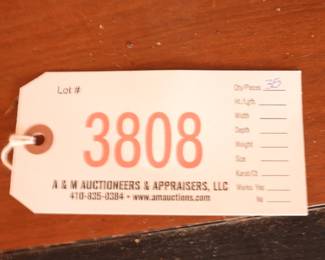 Lot #
3808
A & M AUCTIONEERS & APPRAISERS, LLC
410-835-0384 • www.amauctions.com
Qty/Pieces 35
Ht./Lgth.
Width
Depth
Weight
Size
Karat/Ct
Marks: Yes
No